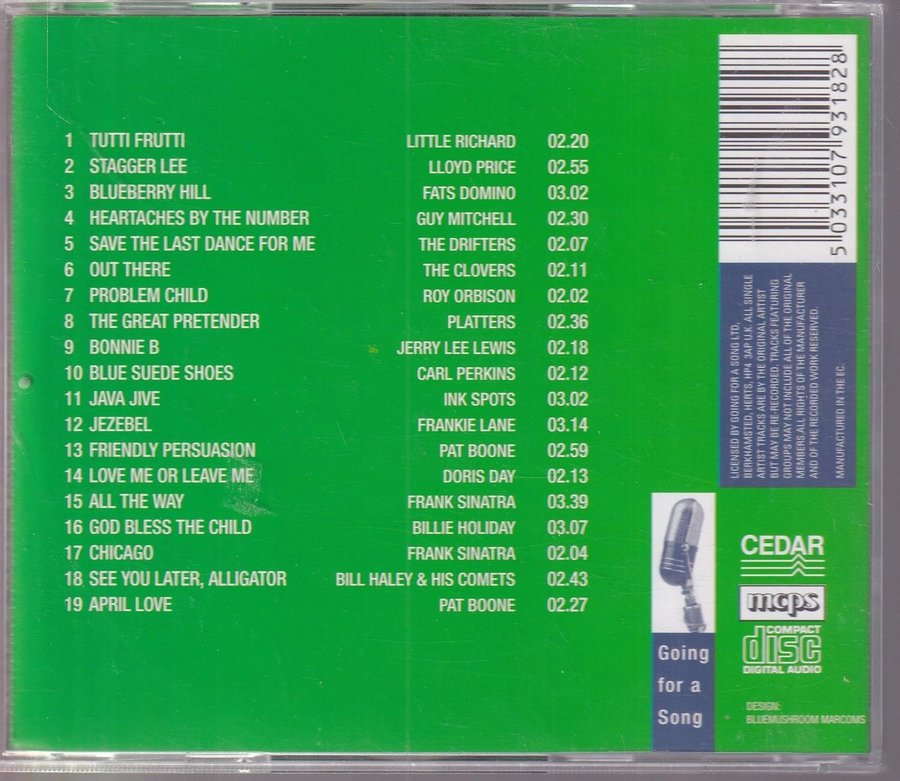 1 TUTTI FRUTTI LITTLE RICHARD 02.20
2 STAGGER LEE LLOYD PRICE 02.55
3 BLUEBERRY HILL FATS DOMINO 03.02
4 HEARTACHES BY THE NUMBER GUY MITCHELL 02.30
5 SAVE THE LAST DANCE FOR ME THE DRIFTERS 02.07
6 OUT THERE THE CLOVERS 02.11
7 PROBLEM CHILD ROY ORBISON 02.02
8 THE GREAT PRETENDER PLATTERS 02.36
9 BONNIE B JERRY LEE LEWIS 02.18
10 BLUE SUEDE SHOES CARL PERKINS 02.12
11 JAVA JIVE INK SPOTS 03.02
12 JEZEBEL FRANKIE LANE 03.14
13 FRIENDLY PERSUASION PAT BOONE 02.59
14 LOVE ME OR LEAVE ME DORIS DAY 02.13
15 ALL THE WAY FRANK SINATRA 03.39
16 GOD BLESS THE CHILD BILLIE HOLIDAY 03.07
17 CHICAGO FRANK SINATRA 02.04
18 SEE YOU LATER, ALLIGATOR BILL HALEY & HIS COMETS 02.43
19 APRIL LOVE PAT BOONE 02.27
5 033107 931828
LICENSED BY GOING FOR A SONG LTD,
BERKHAMSTED, HERTS, HP4 3AP U.K. ALL SINGLE
ARTIST TRACKS ARE BY THE ORIGINAL ARTIST
BUT MAY BE RE-RECORDED. TRACKS FEATURING
GROUPS MAY NOT INCLUDE ALL OF THE ORIGINAL
MEMBERS ALL RIGHTS OF THE MANUFACTURER
AND OF THE RECORDED WORK RESERVED.
MANUFACTURED IN THE EC.
CEDAR
mcps
COMPACT
disc
DIGITAL AUDIO
Going
for a
Song
DESIGN:
BLUEMUSHROOM MARCOMS